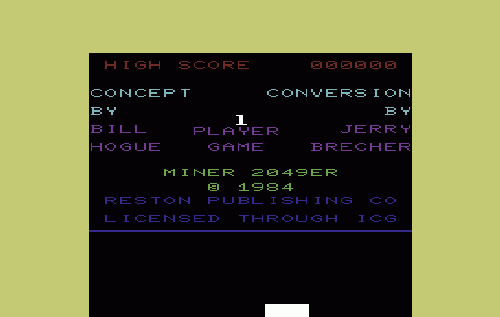 HIGH SCORE 000000
CONCEPT CONVERSION
BY BY
1
BILL PLAYER JERRY
HOGUE GAME BRECHER
MINER 2049ER
© 1984
RESTON PUBLISHING CO
LICENSED THROUGH ICG